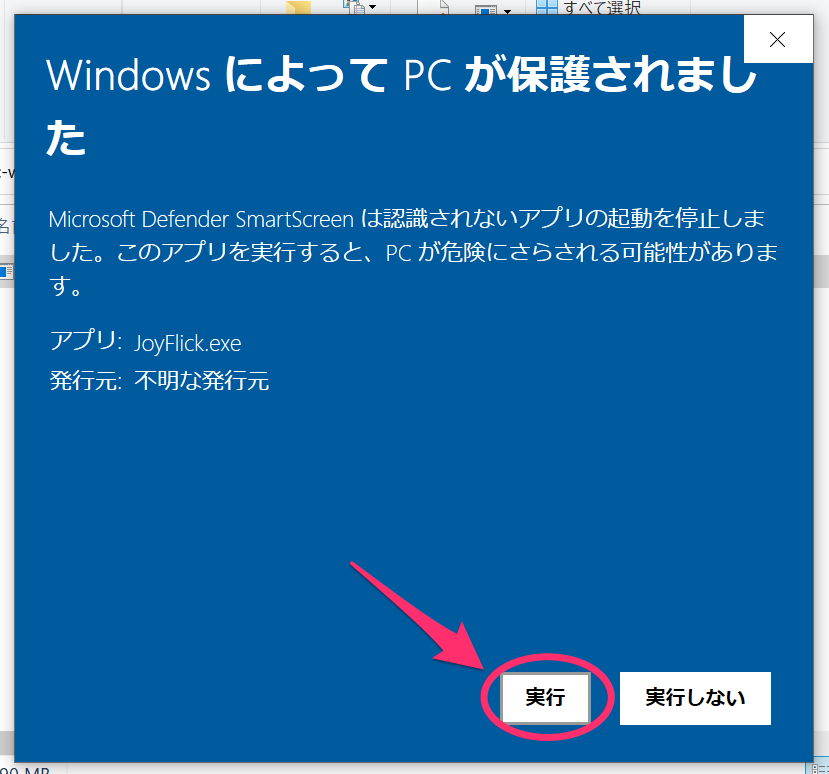 すべて選択
Windows によって PC が保護されまし
た
Microsoft Defender SmartScreen は認識されないアプリの起動を停止しま
した。このアプリを実行すると、PC が危険にさらされる可能性がありま
す。
アプリ: JoyFlick.exe
発行元: 不明な発行元
実行 実行しない